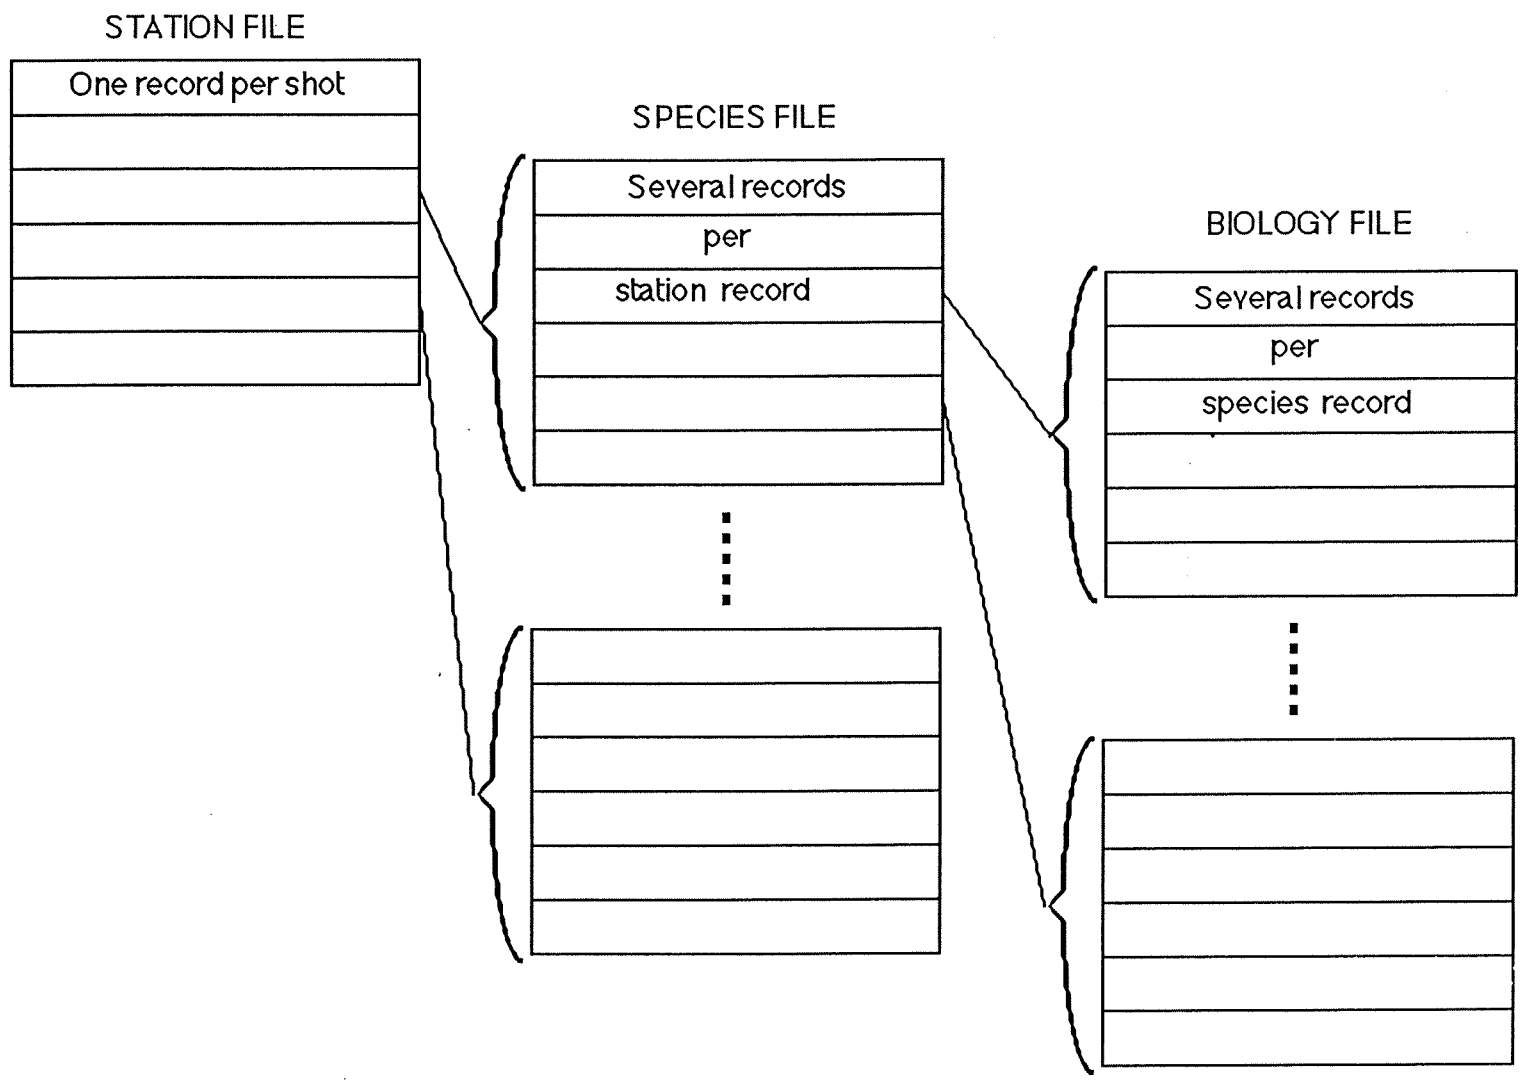 STATION FILE
One record per shot
SPECIES FILE
Several records
per
station record
BIOLOGY FILE
Several records
per
species record